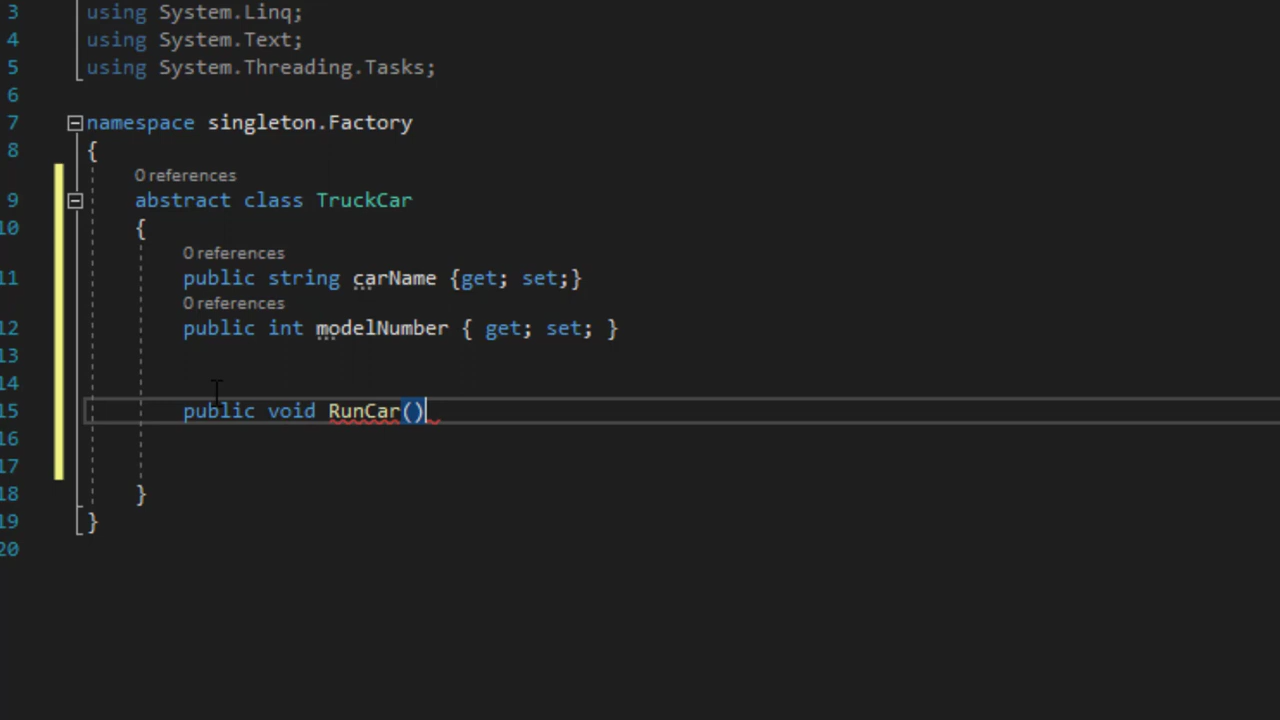 3 using System.Linq;
4 using System.Text;
5 using System.Threading.Tasks;
6
7 namespace singleton.Factory
8 {
0 references
9 abstract class TruckCar
10 {
0 references
11 public string carName {get; set;}
0 references
12 public int modelNumber { get; set; }
13
14
15 public void RunCar()
16
17
18 }
19 }
20